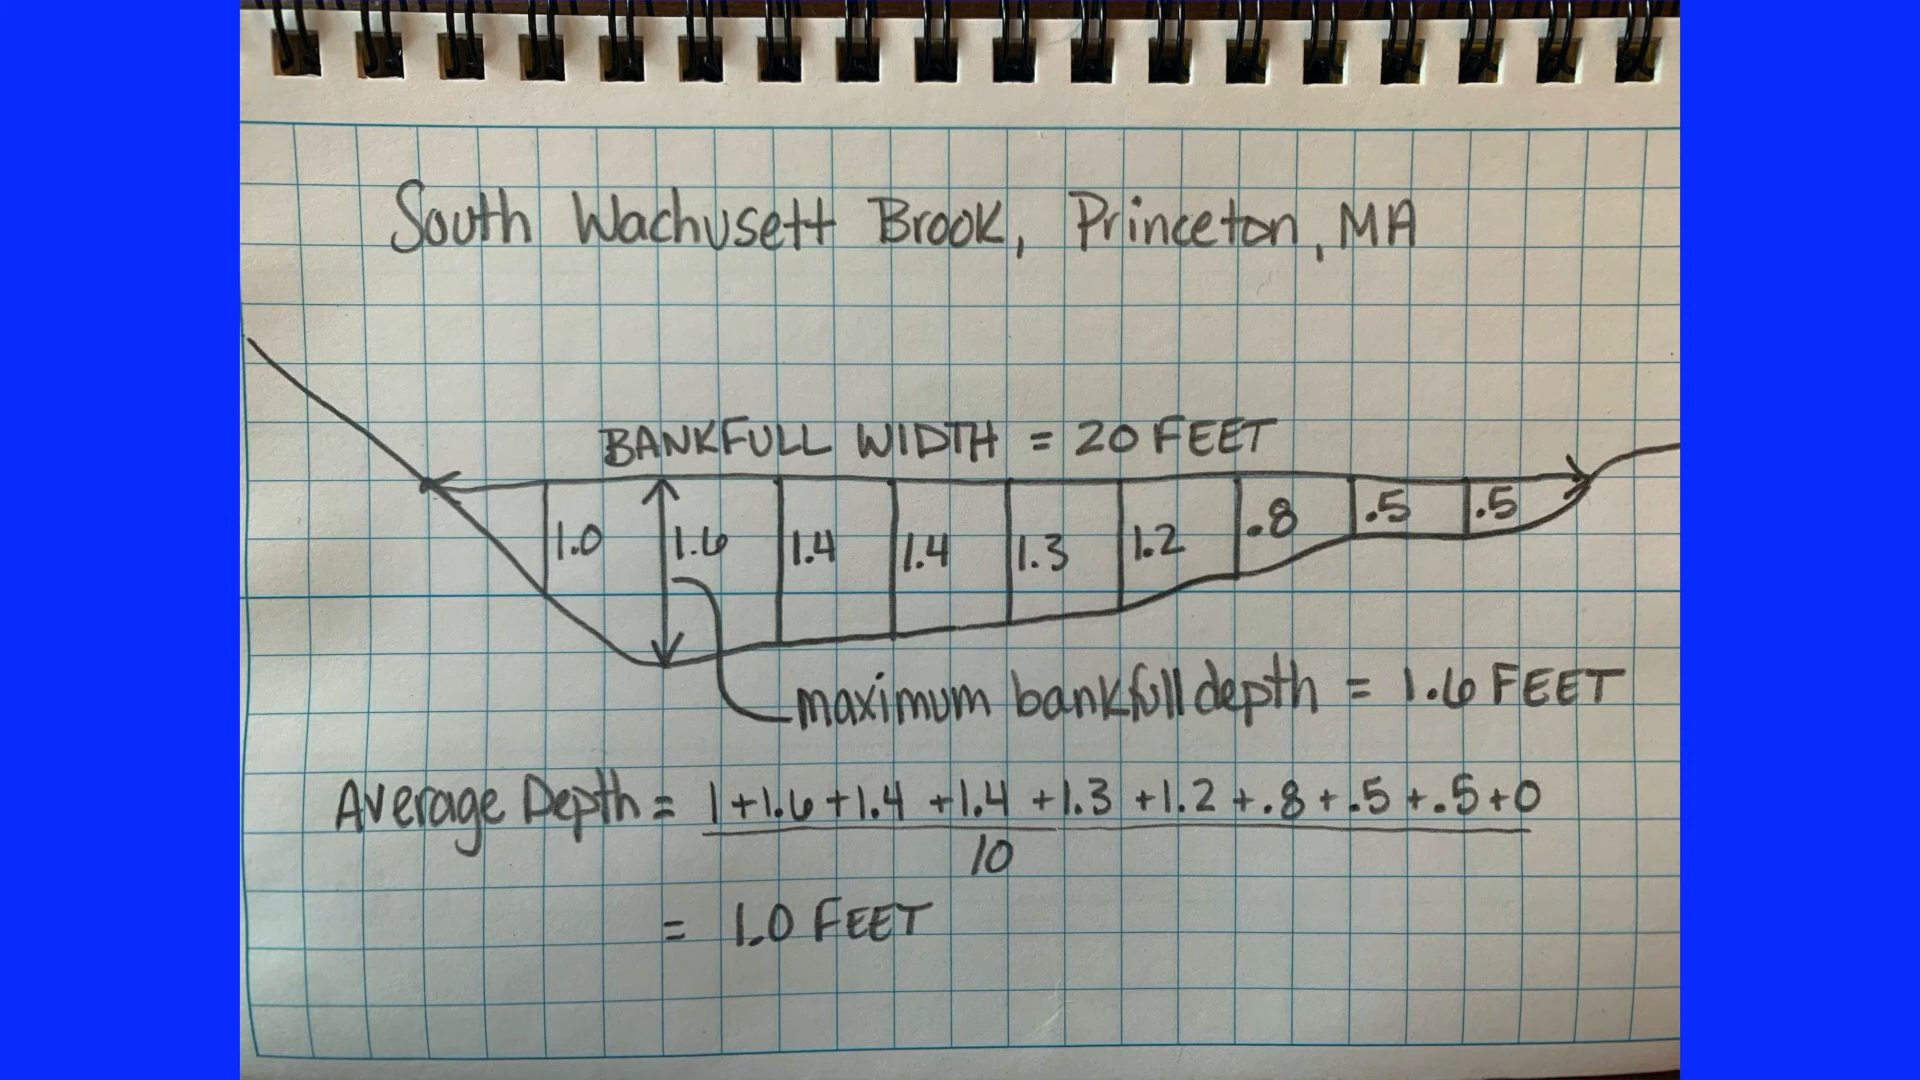 South Wachusett Brook, Princeton, MA
BANKFULL WIDTH = 20 FEET
1.0 1.6 1.4 1.4 1.3 1.2 .8 .5 .5
maximum bankfull depth = 1.6 FEET
Average Depth = 1+1.6+1.4+1.4+1.3+1.2+.8+.5+.5+0
10
= 1.0 FEET